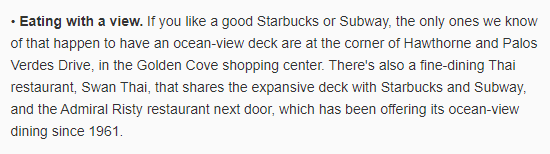 • Eating with a view. If you like a good Starbucks or Subway, the only ones we know
of that happen to have an ocean-view deck are at the corner of Hawthorne and Palos
Verdes Drive, in the Golden Cove shopping center. There's also a fine-dining Thai
restaurant, Swan Thai, that shares the expansive deck with Starbucks and Subway,
and the Admiral Risty restaurant next door, which has been offering its ocean-view
dining since 1961.